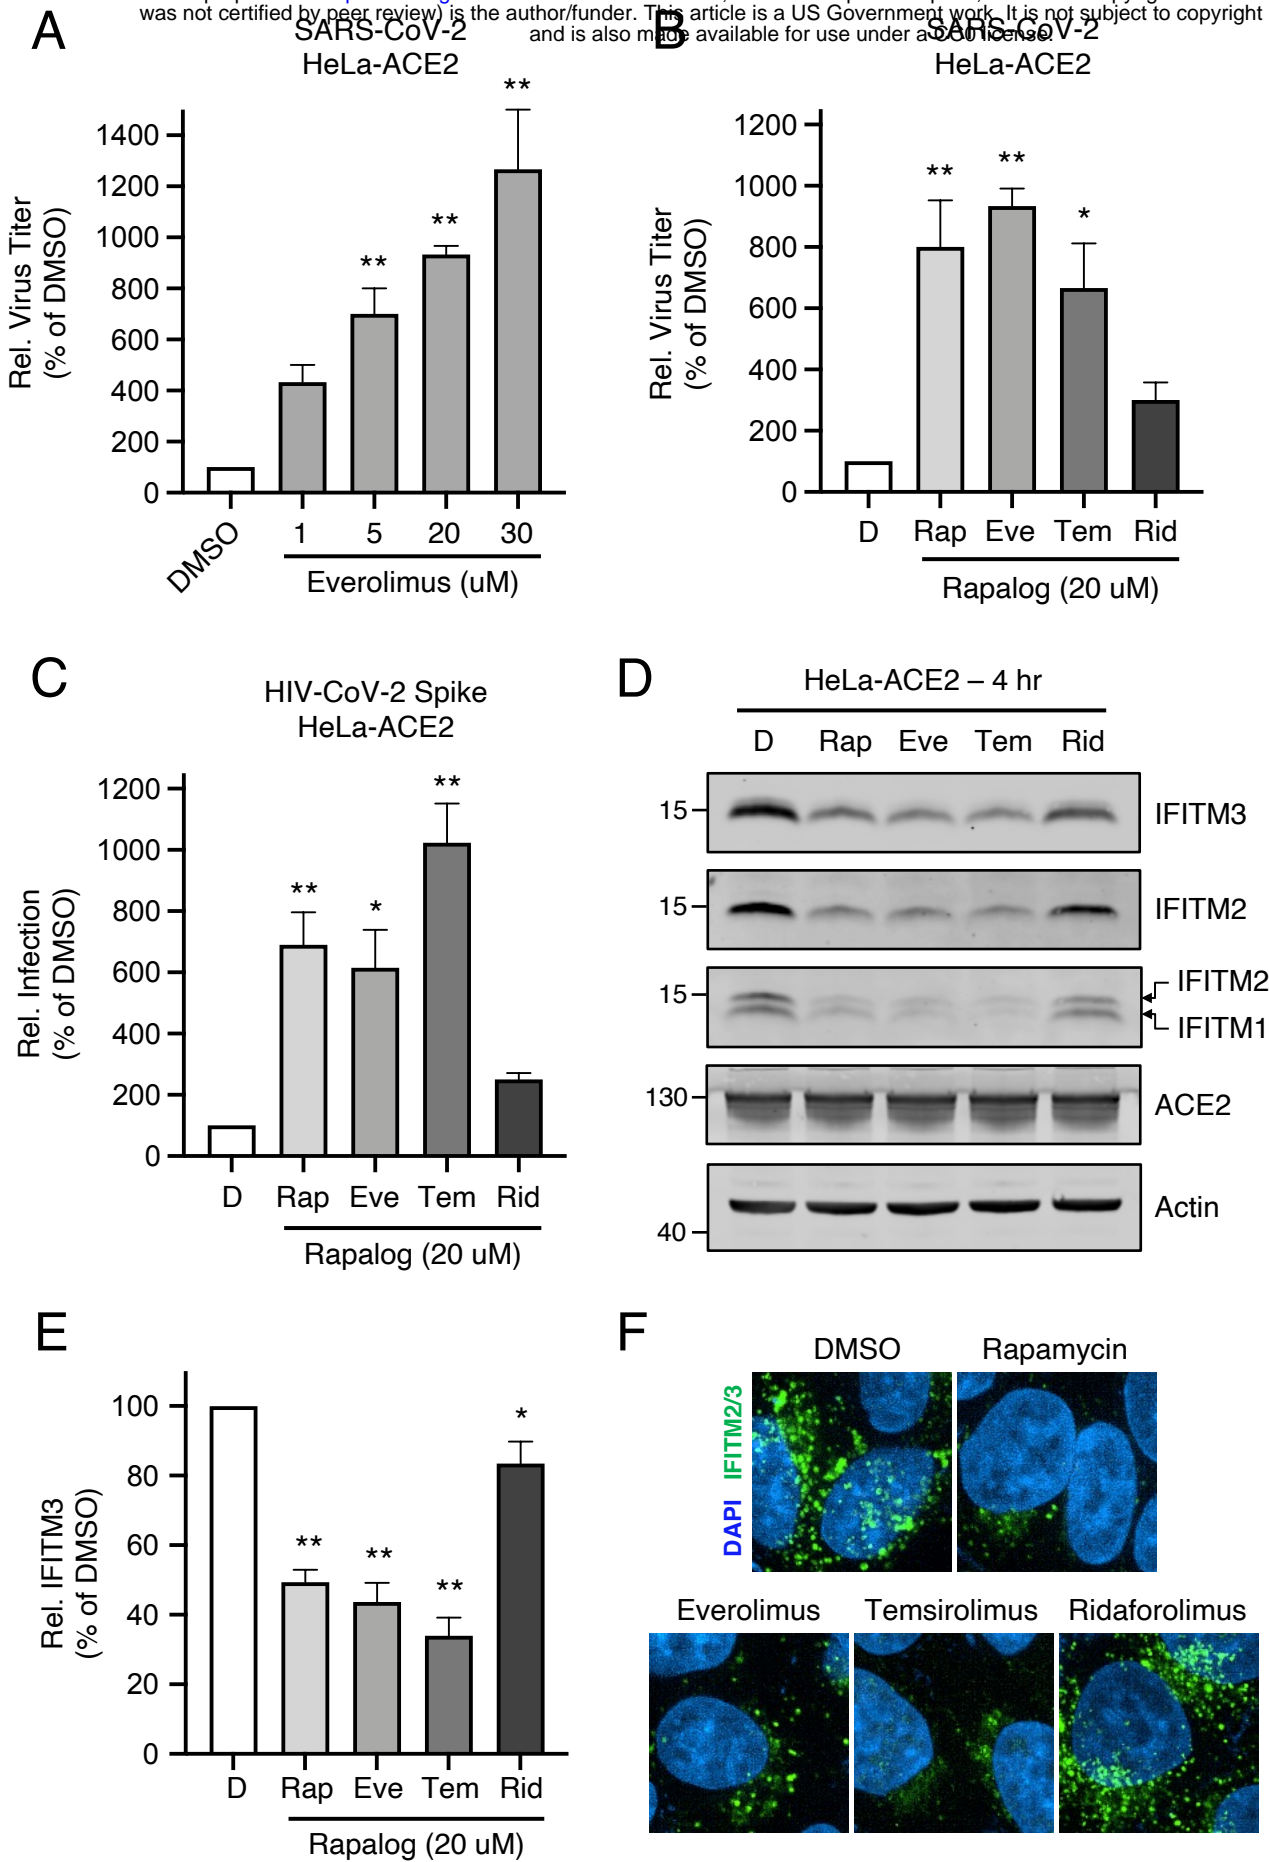 was not certified by peer review) is the author/funder. This article is a US Government work. It is not subject to copyright
and is also made available for use under a CC0 license.
A
SARS-CoV-2
HeLa-ACE2
Rel. Virus Titer
(% of DMSO)
1400
1200
1000
800
600
400
200
0
**
**
**
DMSO
1
5
20
30
Everolimus (uM)
B
SARS-CoV-2
HeLa-ACE2
Rel. Virus Titer
(% of DMSO)
1200
1000
800
600
400
200
0
**
**
*
D
Rap
Eve
Tem
Rid
Rapalog (20 uM)
C
HIV-CoV-2 Spike
HeLa-ACE2
Rel. Infection
(% of DMSO)
1200
1000
800
600
400
200
0
**
*
**
D
Rap
Eve
Tem
Rid
Rapalog (20 uM)
D
HeLa-ACE2 – 4 hr
D
Rap
Eve
Tem
Rid
15
IFITM3
15
IFITM2
15
IFITM2
IFITM1
130
ACE2
Actin
40
E
Rel. IFITM3
(% of DMSO)
100
80
60
40
20
0
**
**
**
*
D
Rap
Eve
Tem
Rid
Rapalog (20 uM)
F
DMSO
Rapamycin
DAPI IFITM2/3
Everolimus
Temsirolimus
Ridaforolimus